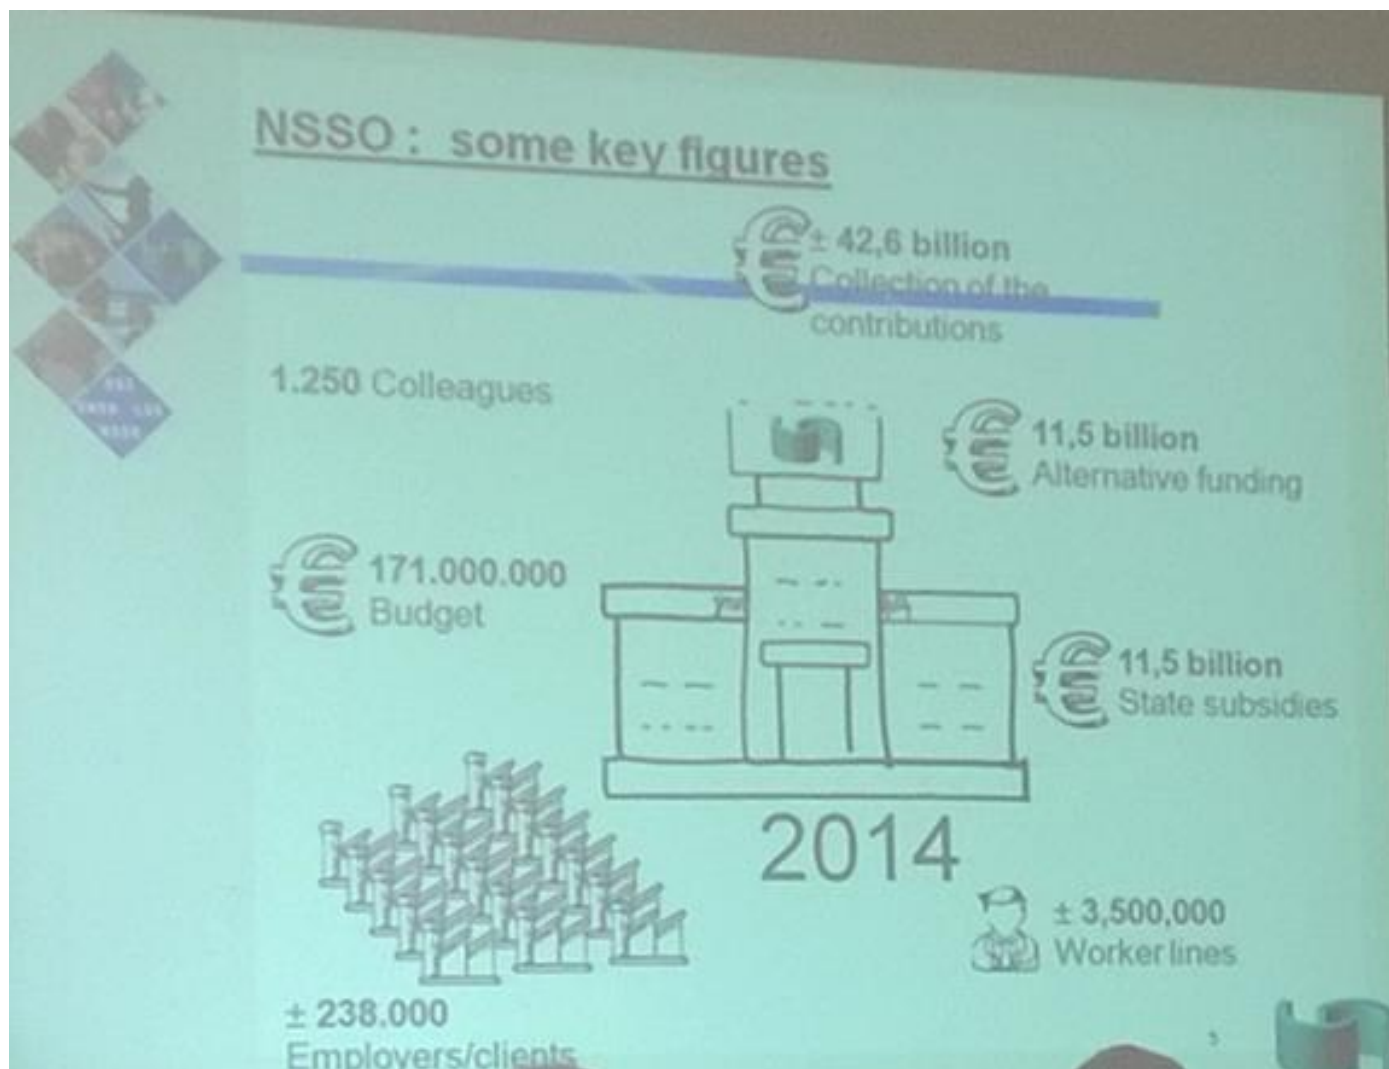 NSSO : some key figures
± 42,6 billion
Collection of the
contributions
1.250 Colleagues
11,5 billion
Alternative funding
171.000.000
Budget
11,5 billion
State subsidies
2014
± 3,500,000
Worker lines
± 238.000
Employers/clients
5